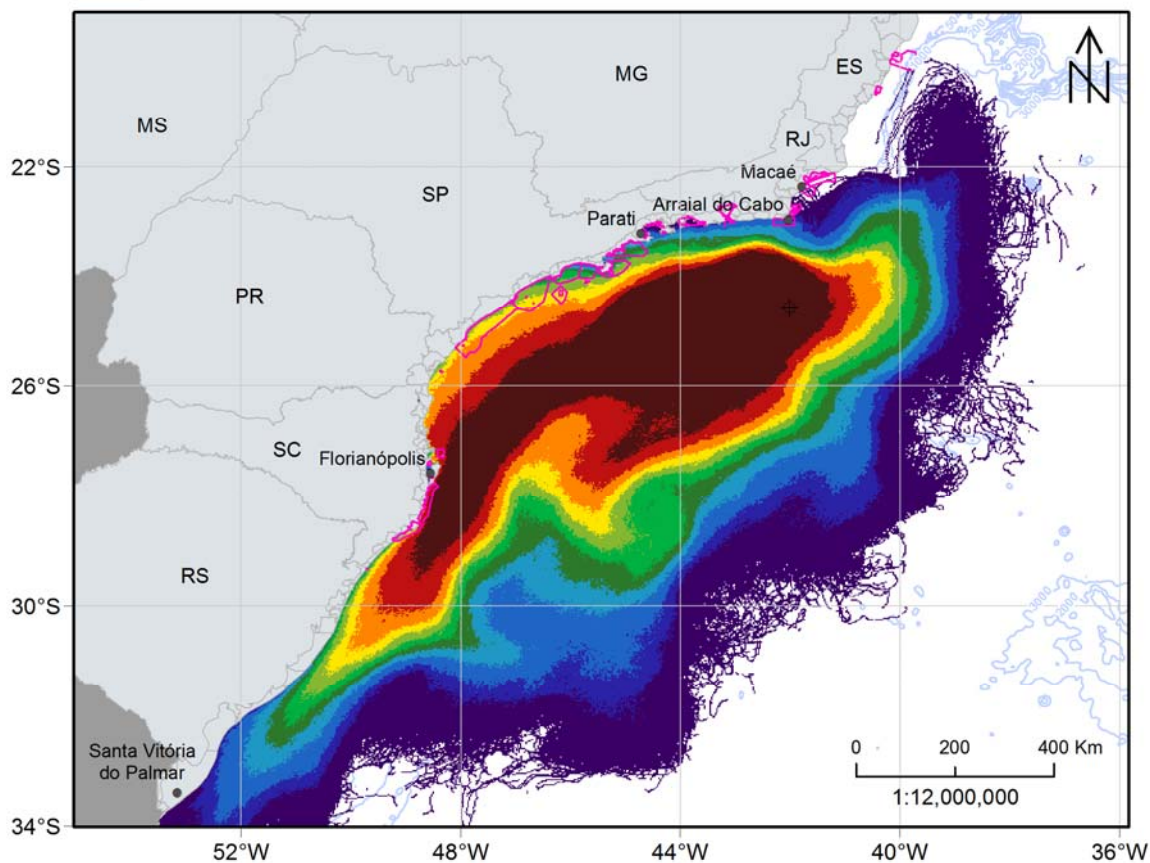 N
ES
MG
MS
RJ
22°S
Macaé
SP
Arraial do Cabo
Parati
PR
26°S
SC
Florianópolis
RS
30°S
Santa Vitória
do Palmar
0 200 400 Km
1:12,000,000
34°S
52°W 48°W 44°W 40°W 36°W